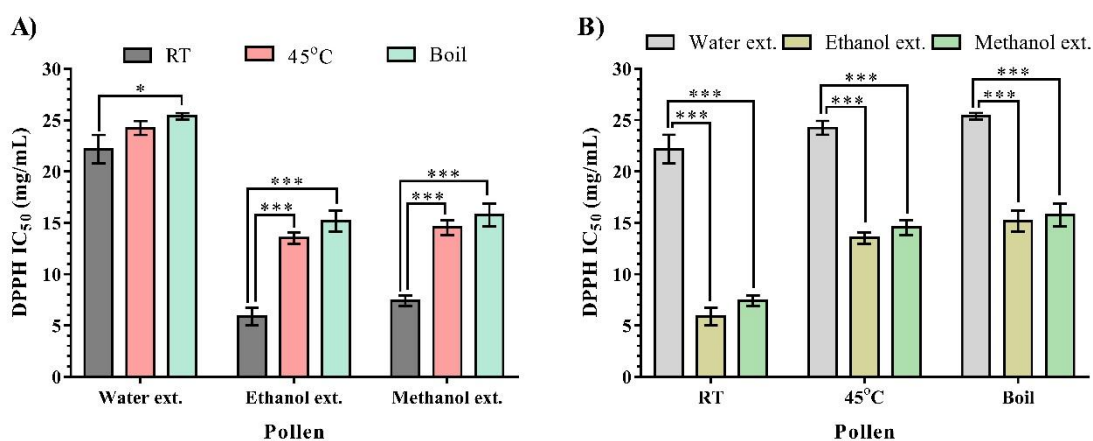 A)
RT 45°C Boil
DPPH IC50 (mg/mL)
30
25
20
15
10
5
0
*
***
***
***
***
Water ext. Ethanol ext. Methanol ext.
Pollen
B)
Water ext. Ethanol ext. Methanol ext.
DPPH IC50 (mg/mL)
30
25
20
15
10
5
0
***
***
***
***
***
***
RT 45°C Boil
Pollen